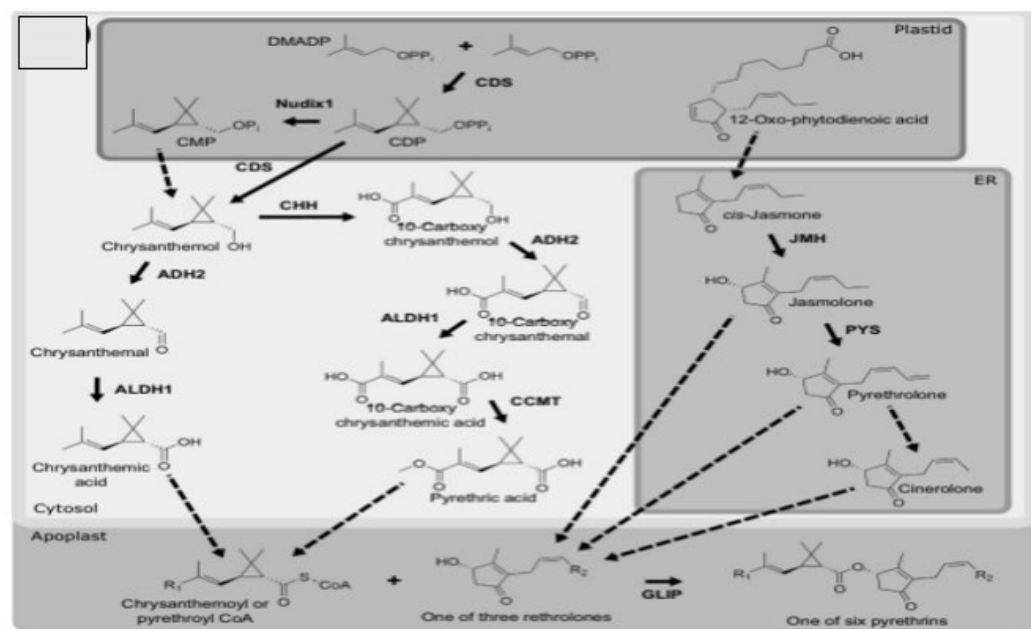 Plastid
DMADP
+
OPPi
OPPi
CDS
O
OH
Nudix1
OPi
CMP
OPPi
CDP
O
12-Oxo-phytodienoic acid
CDS
ER
CHH
HO
O
OH
10-Carboxy
chrysanthemol
OH
Chrysanthemol
O
cis-Jasmone
ADH2
ADH2
JMH
HO
O
O
10-Carboxy
chrysanthemal
HO
O
Jasmolone
ALDH1
O
Chrysanthemal
PYS
ALDH1
HO
O
OH
O
10-Carboxy
chrysanthemic acid
CCMT
HO
O
Pyrethrolone
OH
O
Chrysanthemic
acid
O
O
OH
O
Pyrethric acid
HO
O
Cinerolone
Cytosol
Apoplast
R1
S
CoA
O
Chrysanthemoyl or
pyrethroyl CoA
+
HO
R2
O
One of three rethrolones
GLIP
R1
O
O
R2
O
One of six pyrethrins